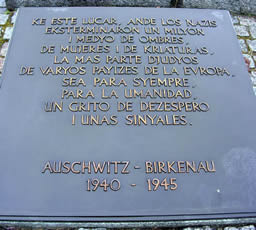 KE ESTE LUGAR, ANDE LOS NAZIS
EKSTERMINARON UN MILYON
I MEDYO DE OMBRES,
DE MUJERES I DE KRIATURAS,
LA MAS PARTE DJUDYOS
DE VARYOS PAYIZES DE LA EVROPA,
SEA PARA SYEMPRE,
PARA LA UMANIDAD,
UN GRITO DE DEZESPERO
I UNAS SINYALES.
AUSCHWITZ - BIRKENAU
1940 - 1945